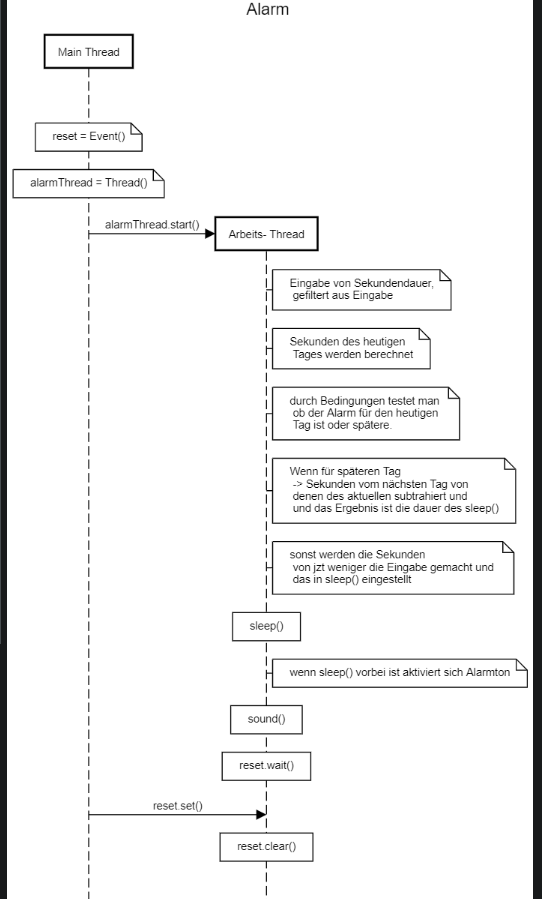 Alarm
Main Thread
reset = Event()
alarmThread = Thread()
alarmThread.start()
Arbeits- Thread
Eingabe von Sekundendauer,
gefiltert aus Eingabe
Sekunden des heutigen
Tages werden berechnet
durch Bedingungen testet man
ob der Alarm für den heutigen
Tag ist oder spätere.
Wenn für späteren Tag
-> Sekunden vom nächsten Tag von
denen des aktuellen subtrahiert und
und das Ergebnis ist die dauer des sleep()
sonst werden die Sekunden
von jzt weniger die Eingabe gemacht und
das in sleep() eingestellt
sleep()
wenn sleep() vorbei ist aktiviert sich Alarmton
sound()
reset.wait()
reset.set()
reset.clear()